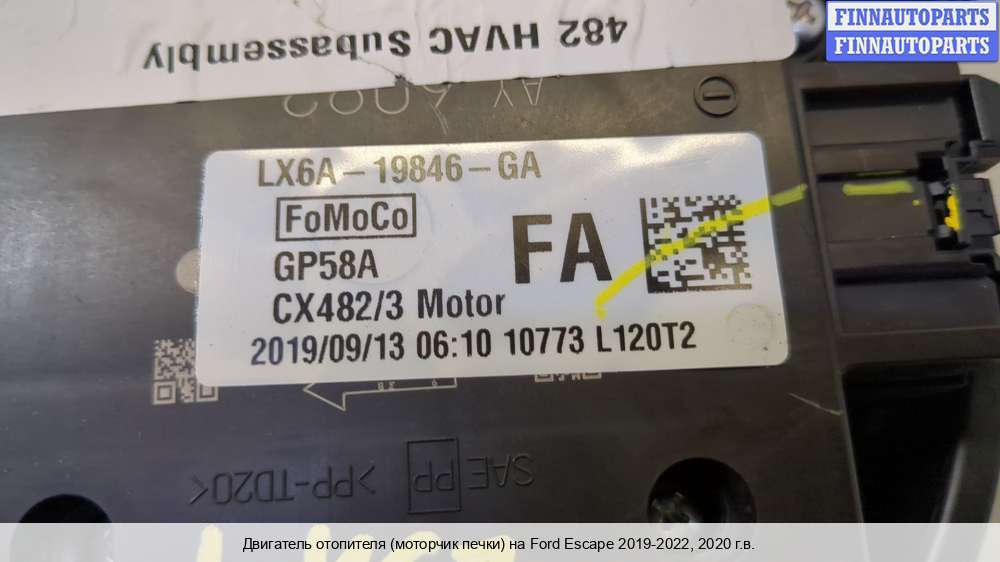 FINNAUTOPARTS
FINNAUTOPARTS
482 HVAC Subassembly
LX6A-19846-GA
FoMoCo
GP58A
FA
CX482/3 Motor
2019/09/13 06:10 10773 L120T2
SAE PP >PP-TD20<
Двигатель отопителя (моторчик печки) на Ford Escape 2019-2022, 2020 г.в.